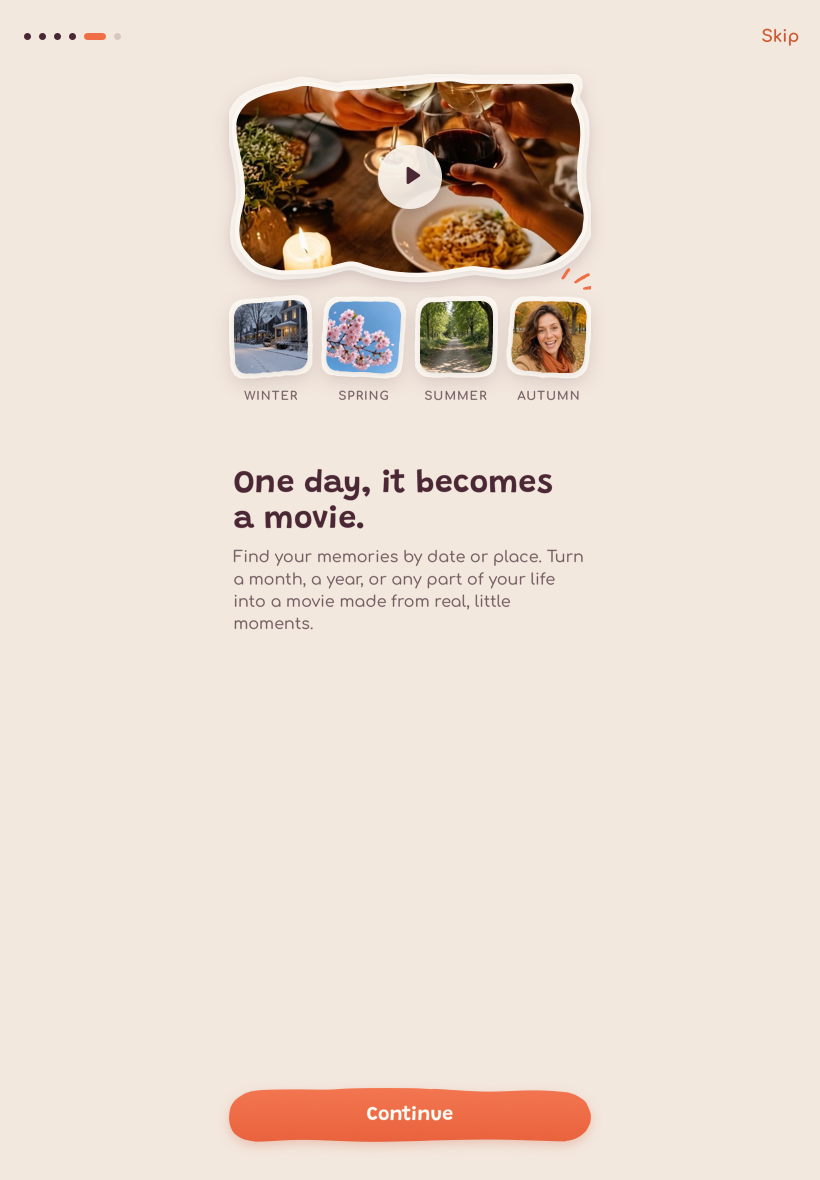 Skip
WINTER
SPRING
SUMMER
AUTUMN
One day, it becomes
a movie.
Find your memories by date or place. Turn
a month, a year, or any part of your life
into a movie made from real, little
moments.
Continue